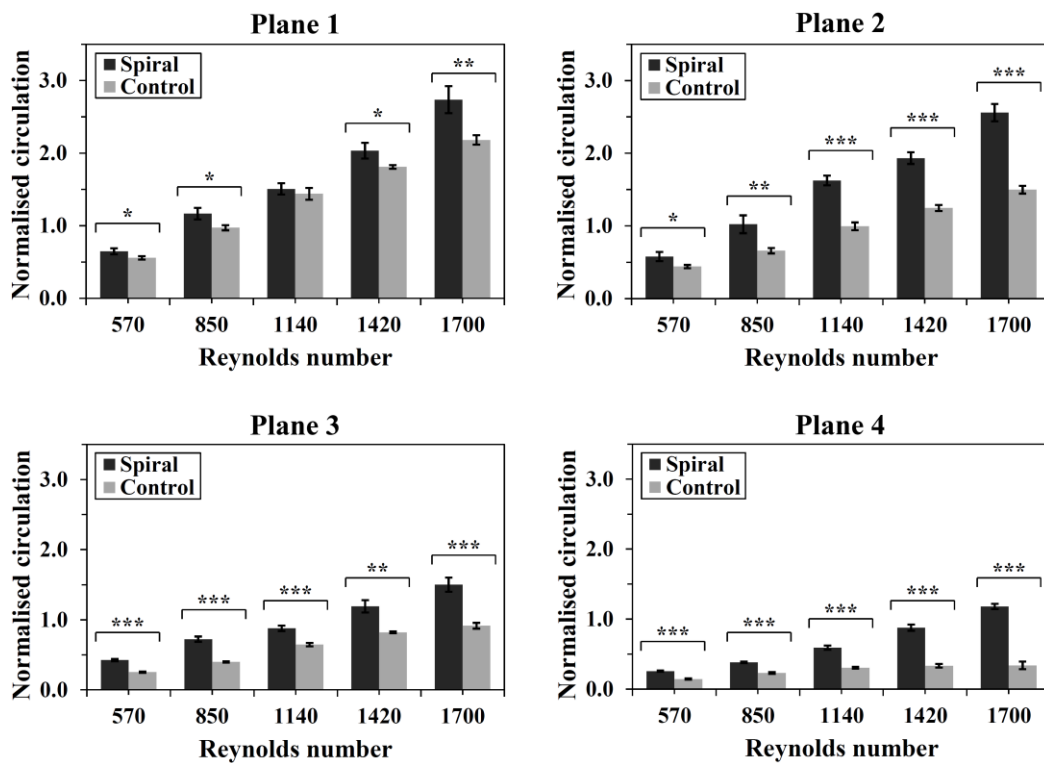 Plane 1
Normalised circulation
3.0
2.0
1.0
0.0
Spiral
Control
*
*
*
**
570 850 1140 1420 1700
Reynolds number
Plane 2
Normalised circulation
3.0
2.0
1.0
0.0
Spiral
Control
*
**
***
***
***
570 850 1140 1420 1700
Reynolds number
Plane 3
Normalised circulation
3.0
2.0
1.0
0.0
Spiral
Control
***
***
***
**
***
570 850 1140 1420 1700
Reynolds number
Plane 4
Normalised circulation
3.0
2.0
1.0
0.0
Spiral
Control
***
***
***
***
***
570 850 1140 1420 1700
Reynolds number